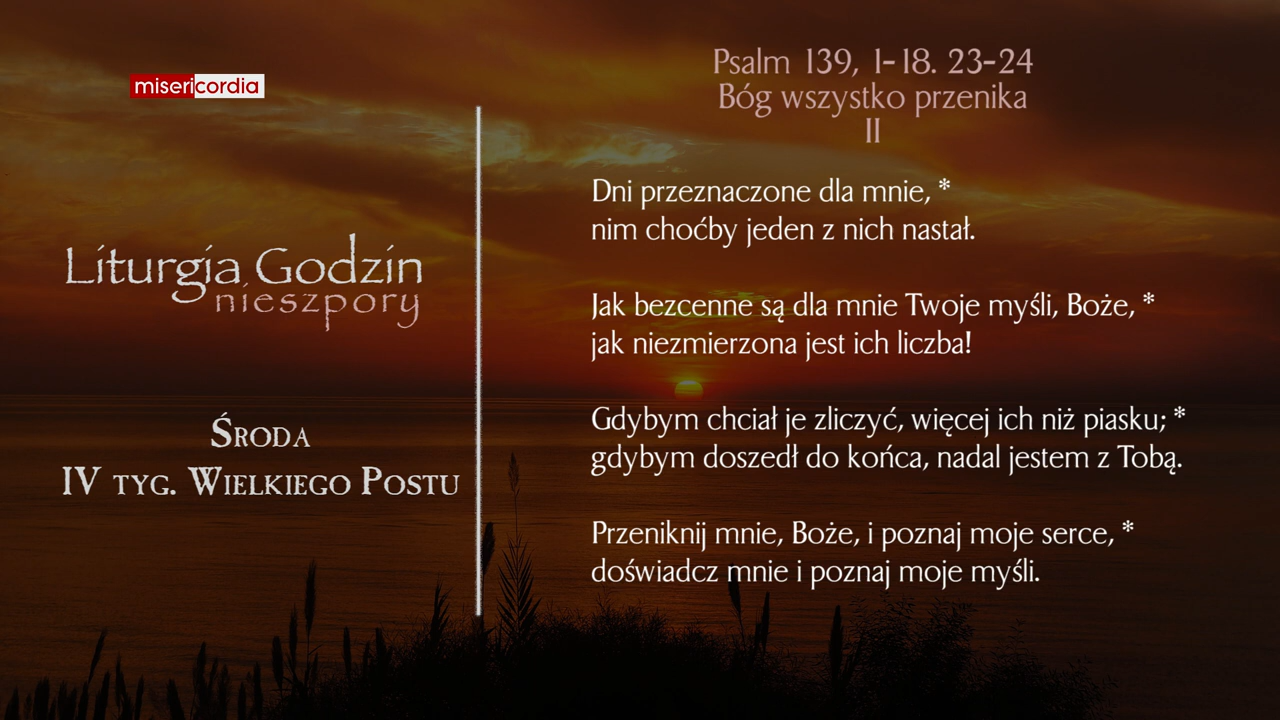 misericordia
Liturgia Godzin
nieszpory
Środa
IV tyg. Wielkiego Postu
Psalm 139, 1-18. 23-24
Bóg wszystko przenika
II
Dni przeznaczone dla mnie, *
nim choćby jeden z nich nastał.
Jak bezcenne są dla mnie Twoje myśli, Boże, *
jak niezmierzona jest ich liczba!
Gdybym chciał je zliczyć, więcej ich niż piasku; *
gdybym doszedł do końca, nadal jestem z Tobą.
Przeniknij mnie, Boże, i poznaj moje serce, *
doświadcz mnie i poznaj moje myśli.